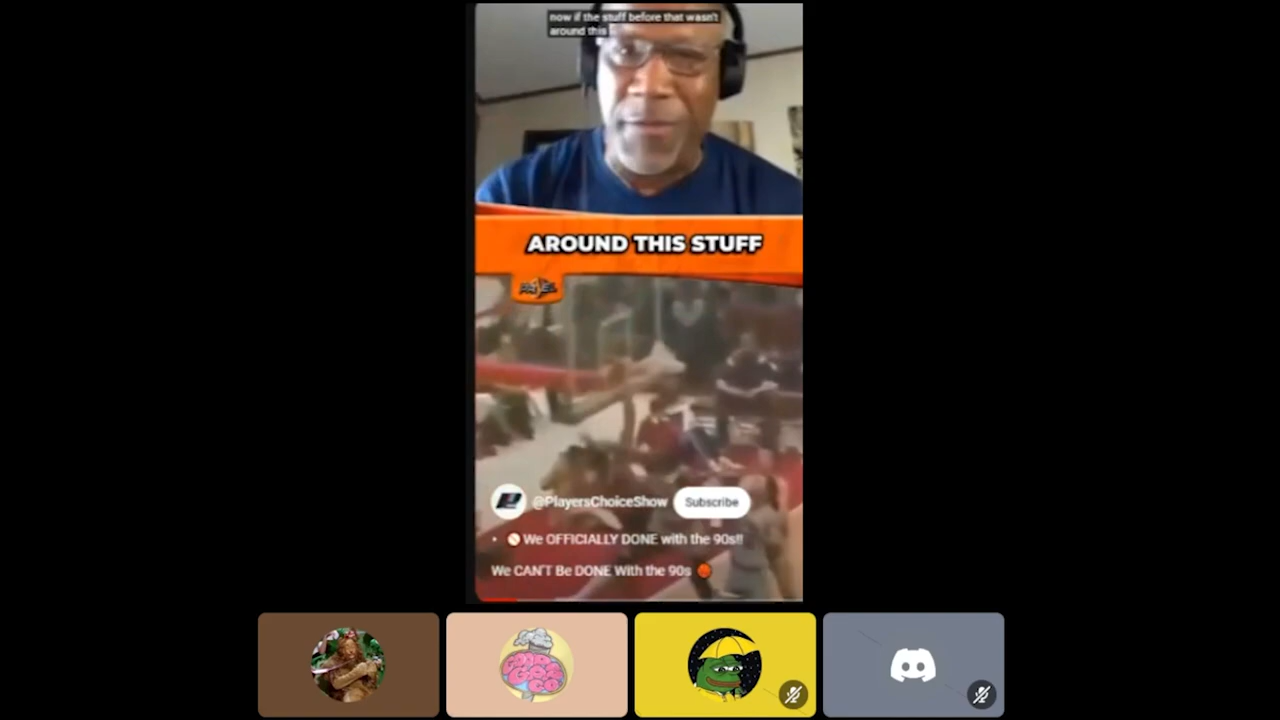 now if the stuff before that wasn't
around this
AROUND THIS STUFF
@PlayersChoiceShow Subscribe
We OFFICIALLY DONE with the 90s!!
We CAN'T Be DONE With the 90s